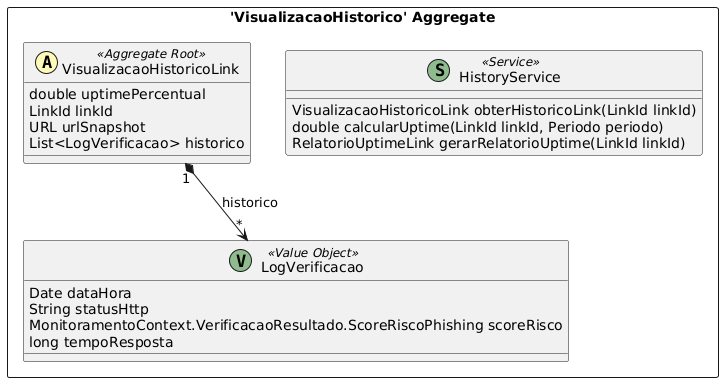 'VisualizacaoHistorico' Aggregate
A
«Aggregate Root»
VisualizacaoHistoricoLink
double uptimePercentual
LinkId linkId
URL urlSnapshot
List<LogVerificacao> historico
S
«Service»
HistoryService
VisualizacaoHistoricoLink obterHistoricoLink(LinkId linkId)
double calcularUptime(LinkId linkId, Periodo periodo)
RelatorioUptimeLink gerarRelatorioUptime(LinkId linkId)
1
historico
*
V
«Value Object»
LogVerificacao
Date dataHora
String statusHttp
MonitoramentoContext.VerificacaoResultado.ScoreRiscoPhishing scoreRisco
long tempoResposta